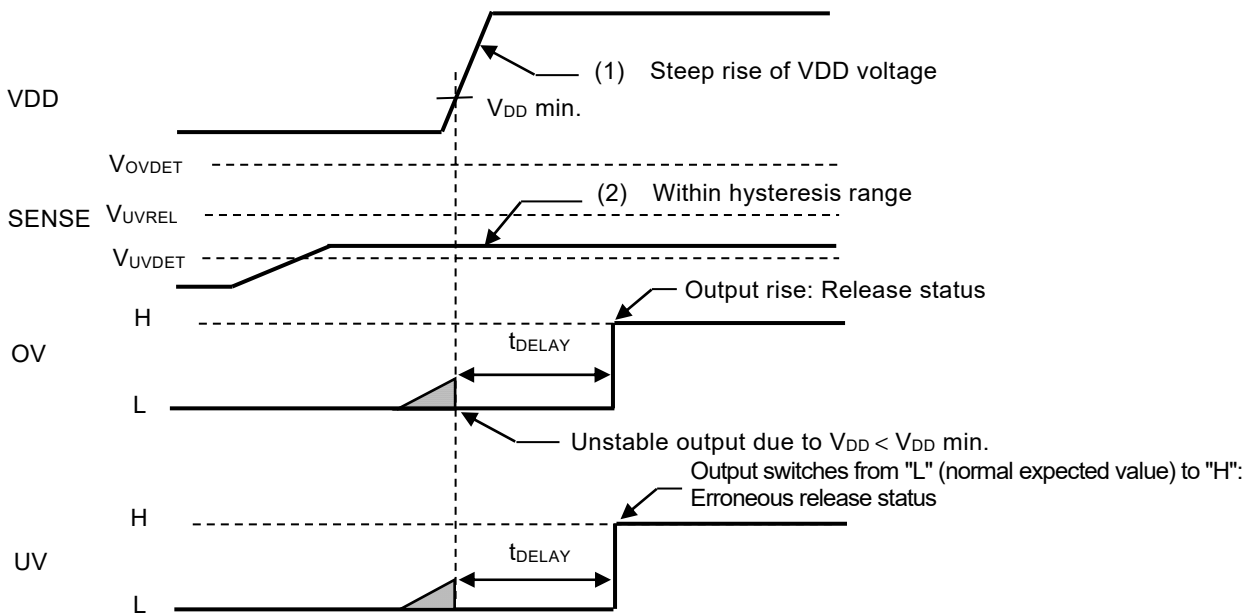 (1) Steep rise of VDD voltage
VDD
VDD min.
VOVDET
(2) Within hysteresis range
SENSE VUVREL
VUVDET
Output rise: Release status
H
OV
tDELAY
L
Unstable output due to VDD < VDD min.
Output switches from "L" (normal expected value) to "H":
Erroneous release status
H
UV
tDELAY
L